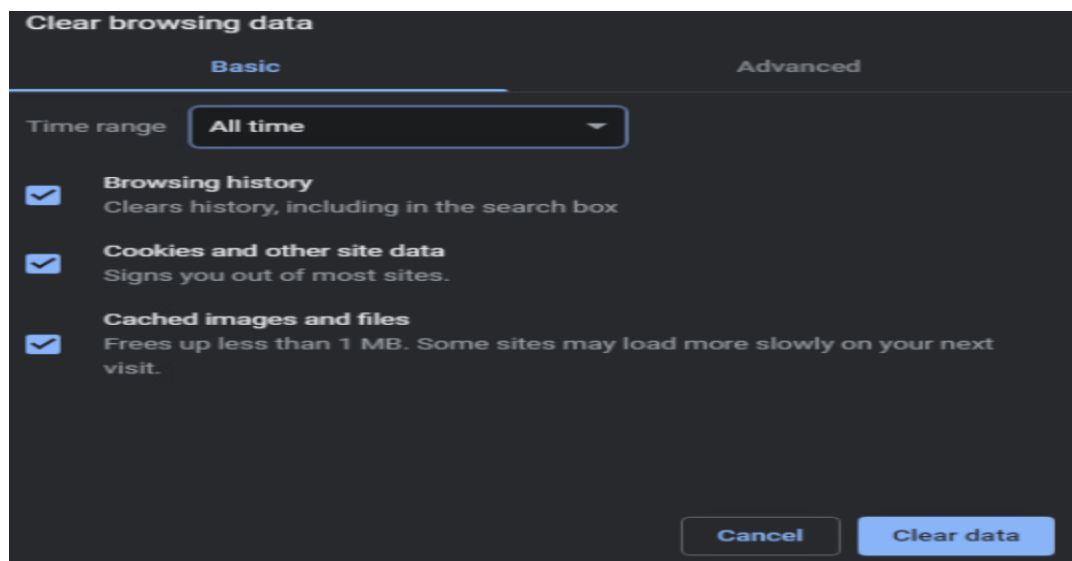 Clear browsing data
Basic
Advanced
Time range
All time
Browsing history
Clears history, including in the search box
Cookies and other site data
Signs you out of most sites.
Cached images and files
Frees up less than 1 MB. Some sites may load more slowly on your next
visit.
Cancel
Clear data